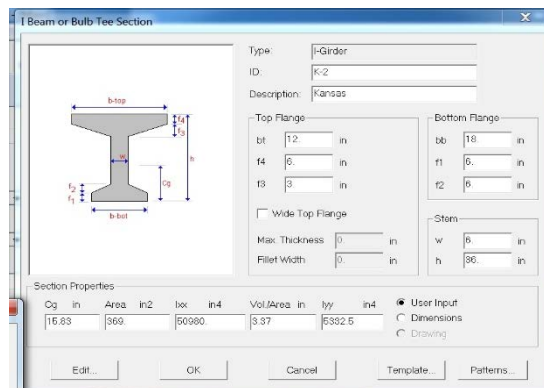 I Beam or Bulb Tee Section
X
Type: I-Girder
ID: K-2
Description: Kansas
b-top
f4
f3
w
h
Cg
f2
f1
b-bot
Top Flange
bt 12. in
f4 6. in
f3 3 in
Wide Top Flange
Max. Thickness 0. in
Fillet Width 0. in
Bottom Flange
bb 18. in
f1 6. in
f2 6. in
Stem
w 6. in
h 36. in
Section Properties
Cg in Area in2 Ixx in4 Vol./Area in Iyy in4
15.83 369. 50980. 3.37 5332.5
User Input
Dimensions
Drawing
Edit... OK Cancel Template... Patterns...